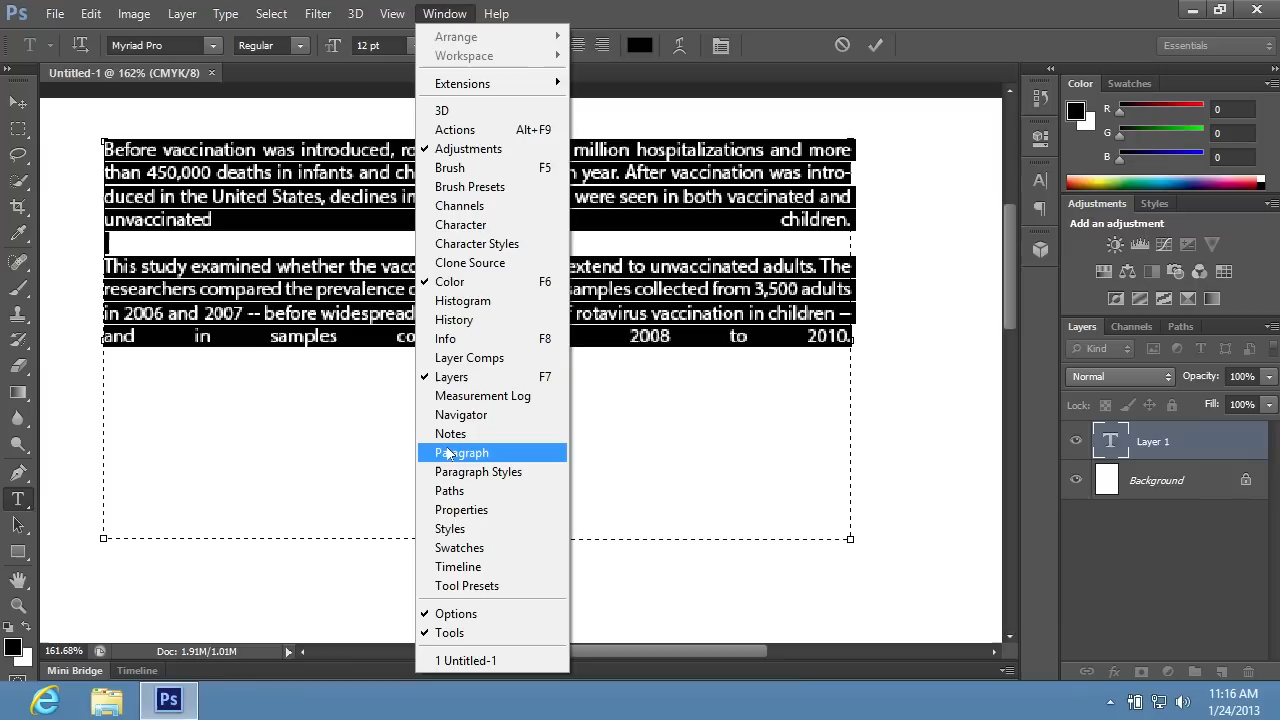 Ps File Edit Image Layer Type Select Filter 3D View Window Help
T Myriad Pro Regular 12 pt Essentials
Untitled-1 @ 162% (CMYK/8) ×
Before vaccination was introduced, million hospitalizations and more
than 450,000 deaths in infants and year. After vaccination was intro-
duced in the United States, declines were seen in both vaccinated and
unvaccinated children.
This study examined whether the extend to unvaccinated adults. The
researchers compared the prevalence samples collected from 3,500 adults
in 2006 and 2007 -- before widespread rotavirus vaccination in children --
and in samples 2008 to 2010.
Arrange
Workspace
Extensions
3D
Actions Alt+F9
Adjustments
Brush F5
Brush Presets
Channels
Character
Character Styles
Clone Source
Color F6
Histogram
History
Info F8
Layer Comps
Layers F7
Measurement Log
Navigator
Notes
Paragraph
Paragraph Styles
Paths
Properties
Styles
Swatches
Timeline
Tool Presets
Options
Tools
1 Untitled-1
Color Swatches
R 0
G 0
B 0
Adjustments Styles
Add an adjustment
Layers Channels Paths
Kind
Normal Opacity: 100%
Lock: Fill: 100%
T Layer 1
Background
161.68% Doc: 1.91M/1.01M
Mini Bridge Timeline
Ps
11:16 AM
1/24/2013